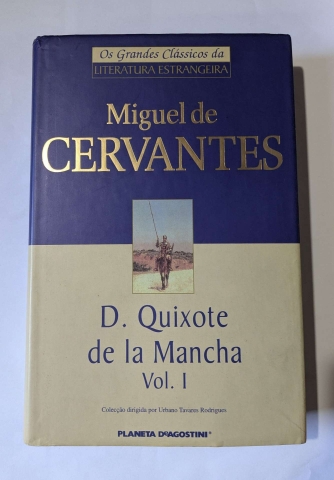 Os Grandes Clássicos da
LITERATURA ESTRANGEIRA
Miguel de
CERVANTES
D. Quixote
de la Mancha
Vol. I
Colecção dirigida por Urbano Tavares Rodrigues
PLANETA DEAGOSTINI